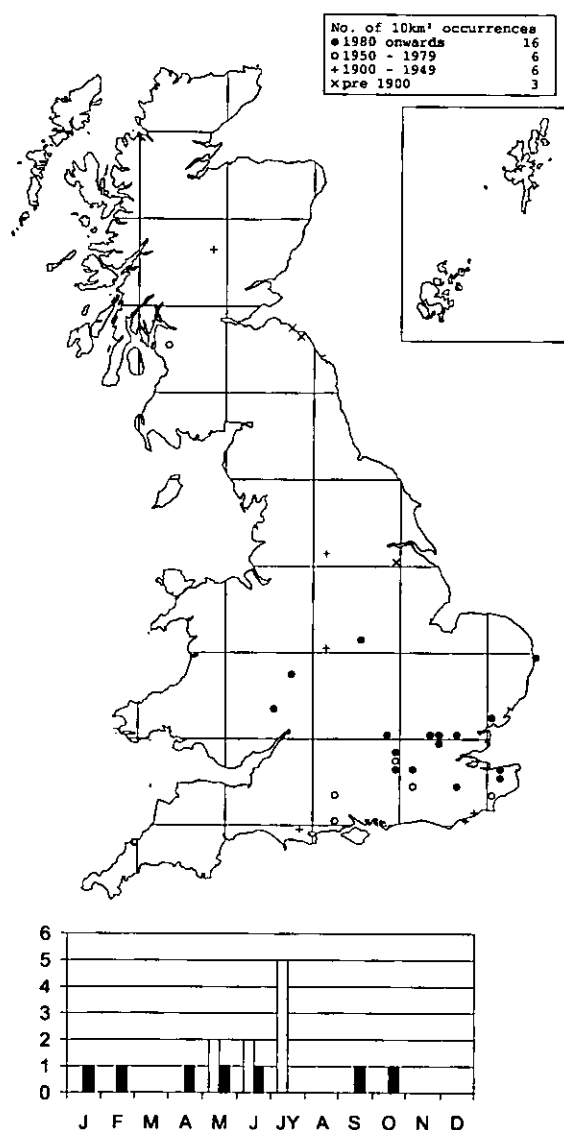 No. of 10km² occurrences
● 1980 onwards 16
○ 1950 - 1979 6
+ 1900 - 1949 6
× pre 1900 3
6
5
4
3
2
1
0
J F M A M J JY A S O N D